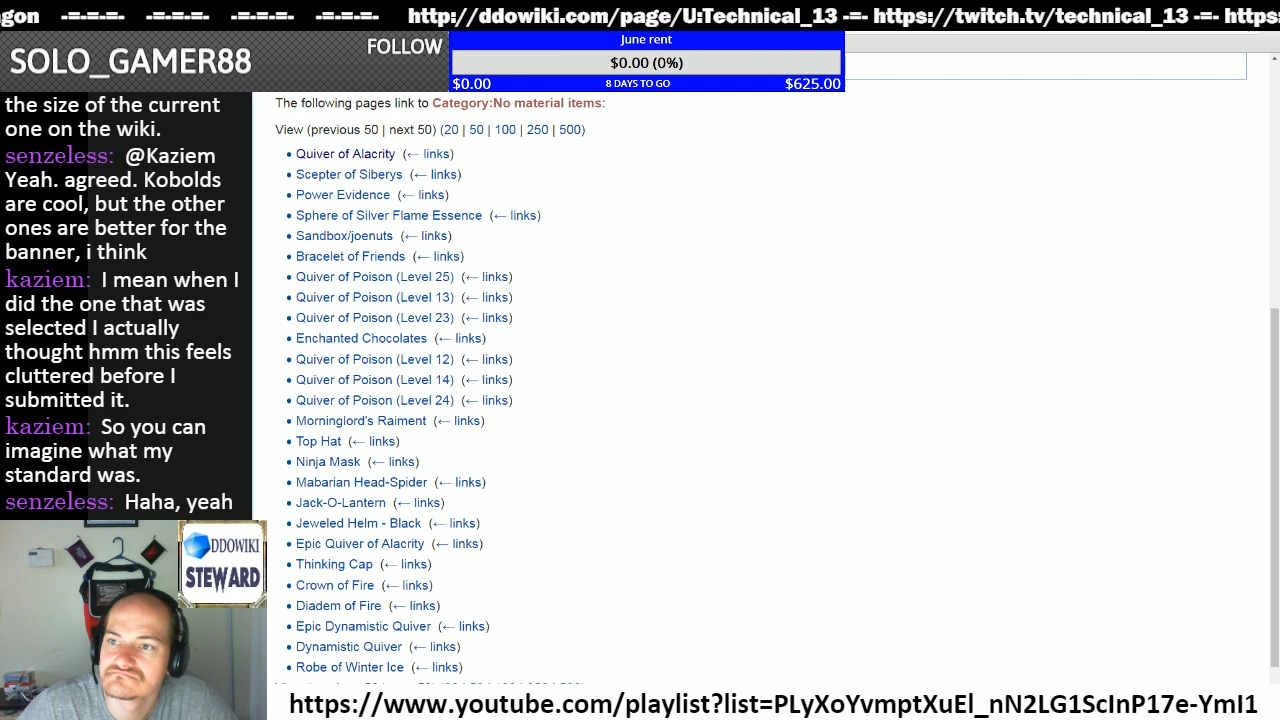 gon -=-=-=- -=-=-=- -=-=-=- -=-=-=- http://ddowiki.com/page/U:Technical_13 -=- https://twitch.tv/technical_13 -=- https:
SOLO_GAMER88
FOLLOW
June rent
$0.00 (0%)
$0.00 8 DAYS TO GO $625.00
the size of the current
one on the wiki.
senzeless: @Kaziem
Yeah. agreed. Kobolds
are cool, but the other
ones are better for the
banner, i think
kaziem: I mean when I
did the one that was
selected I actually
thought hmm this feels
cluttered before I
submitted it.
kaziem: So you can
imagine what my
standard was.
senzeless: Haha, yeah
The following pages link to Category:No material items:
View (previous 50 | next 50) (20 | 50 | 100 | 250 | 500)
• Quiver of Alacrity (← links)
• Scepter of Siberys (← links)
• Power Evidence (← links)
• Sphere of Silver Flame Essence (← links)
• Sandbox/joenuts (← links)
• Bracelet of Friends (← links)
• Quiver of Poison (Level 25) (← links)
• Quiver of Poison (Level 13) (← links)
• Quiver of Poison (Level 23) (← links)
• Enchanted Chocolates (← links)
• Quiver of Poison (Level 12) (← links)
• Quiver of Poison (Level 14) (← links)
• Quiver of Poison (Level 24) (← links)
• Morninglord's Raiment (← links)
• Top Hat (← links)
• Ninja Mask (← links)
• Mabarian Head-Spider (← links)
• Jack-O-Lantern (← links)
• Jeweled Helm - Black (← links)
• Epic Quiver of Alacrity (← links)
• Thinking Cap (← links)
• Crown of Fire (← links)
• Diadem of Fire (← links)
• Epic Dynamistic Quiver (← links)
• Dynamistic Quiver (← links)
• Robe of Winter Ice (← links)
DDOWIKI
STEWARD
https://www.youtube.com/playlist?list=PLyXoYvmptXuEl_nN2LG1ScInP17e-YmI1